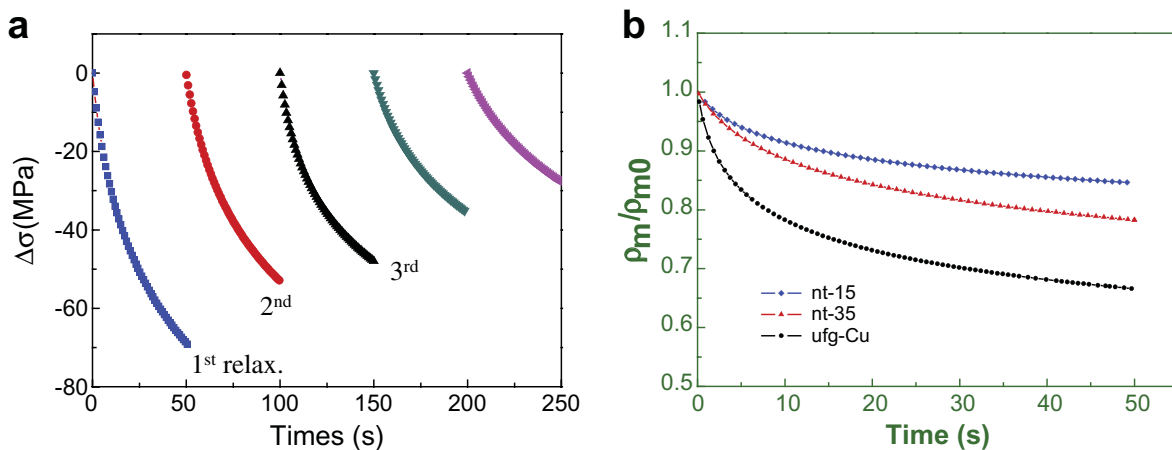 a
0
-20
-40
-60
-80
Δσ(MPa)
1st relax.
2nd
3rd
0 50 100 150 200 250
Times (s)
b
1.1
1.0
0.9
0.8
0.7
0.6
0.5
ρm/ρm0
nt-15
nt-35
ufg-Cu
0 10 20 30 40 50
Time (s)